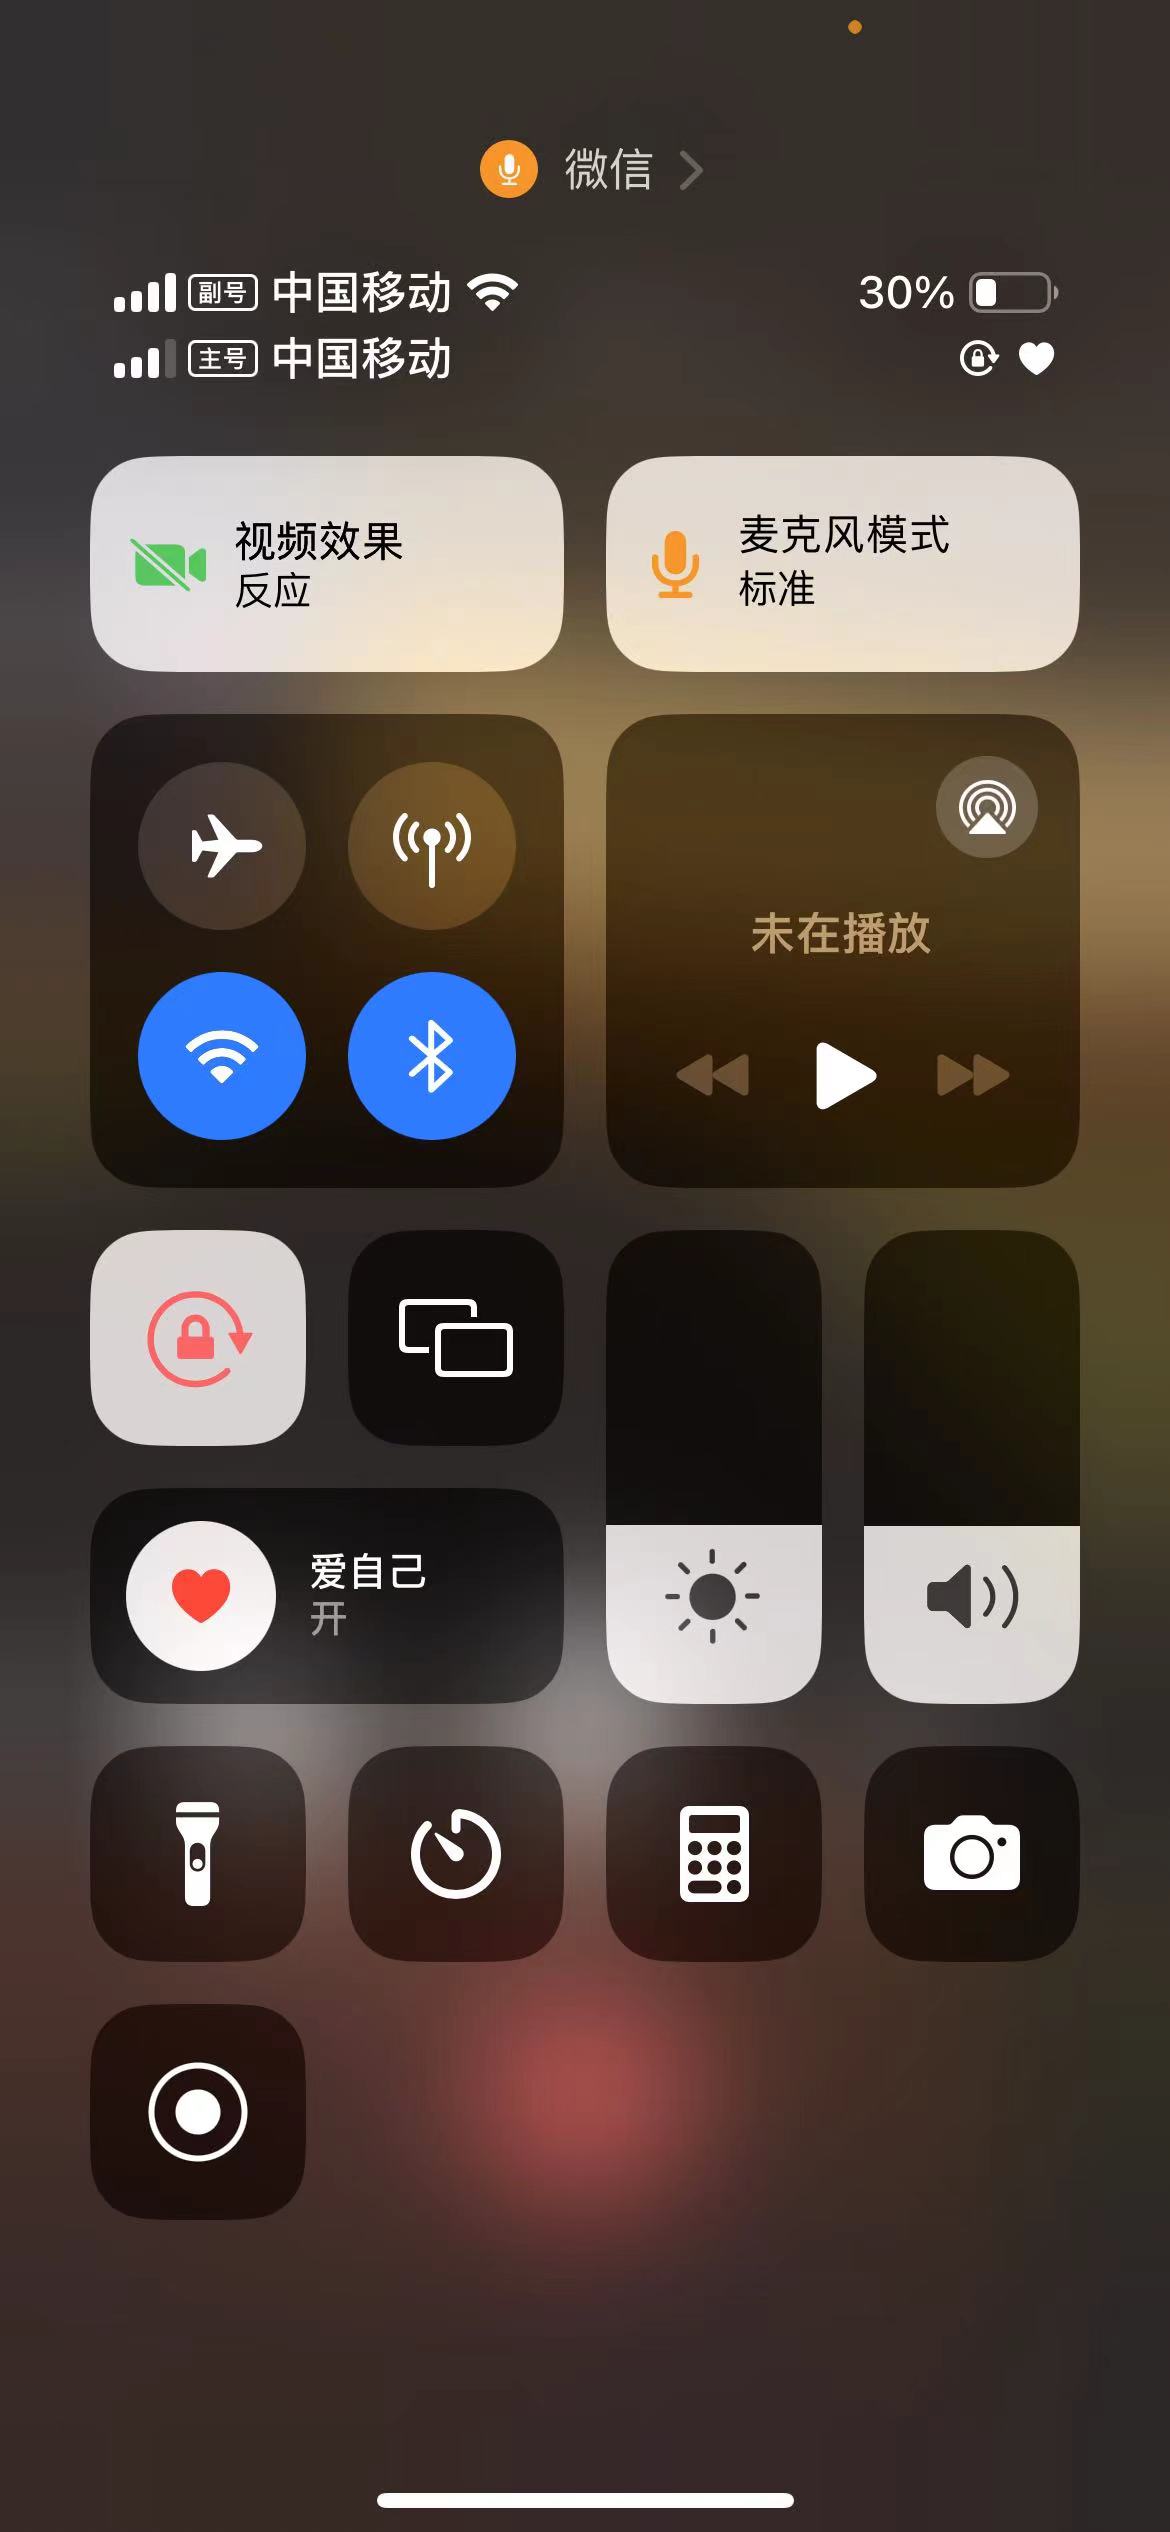 微信
副号 中国移动 30%
主号 中国移动
视频效果
反应
麦克风模式
标准
未在播放
爱自己
开